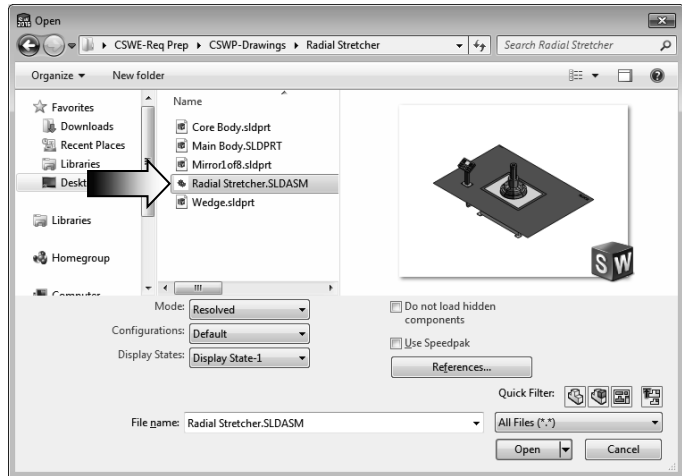 Open
CSWE-Req Prep
CSWP-Drawings
Radial Stretcher
Search Radial Stretcher
Organize
New folder
Favorites
Downloads
Recent Places
Libraries
Libraries
Homegroup
Name
Core Body.sldprt
Main Body.SLDPRT
Mirror1of8.sldprt
Radial Stretcher.SLDASM
Wedge.sldprt
SW
Mode: Resolved
Configurations: Default
Display States: Display State-1
Do not load hidden
components
Use Speedpak
References...
Quick Filter:
File name: Radial Stretcher.SLDASM
All Files (*.*)
Open
Cancel